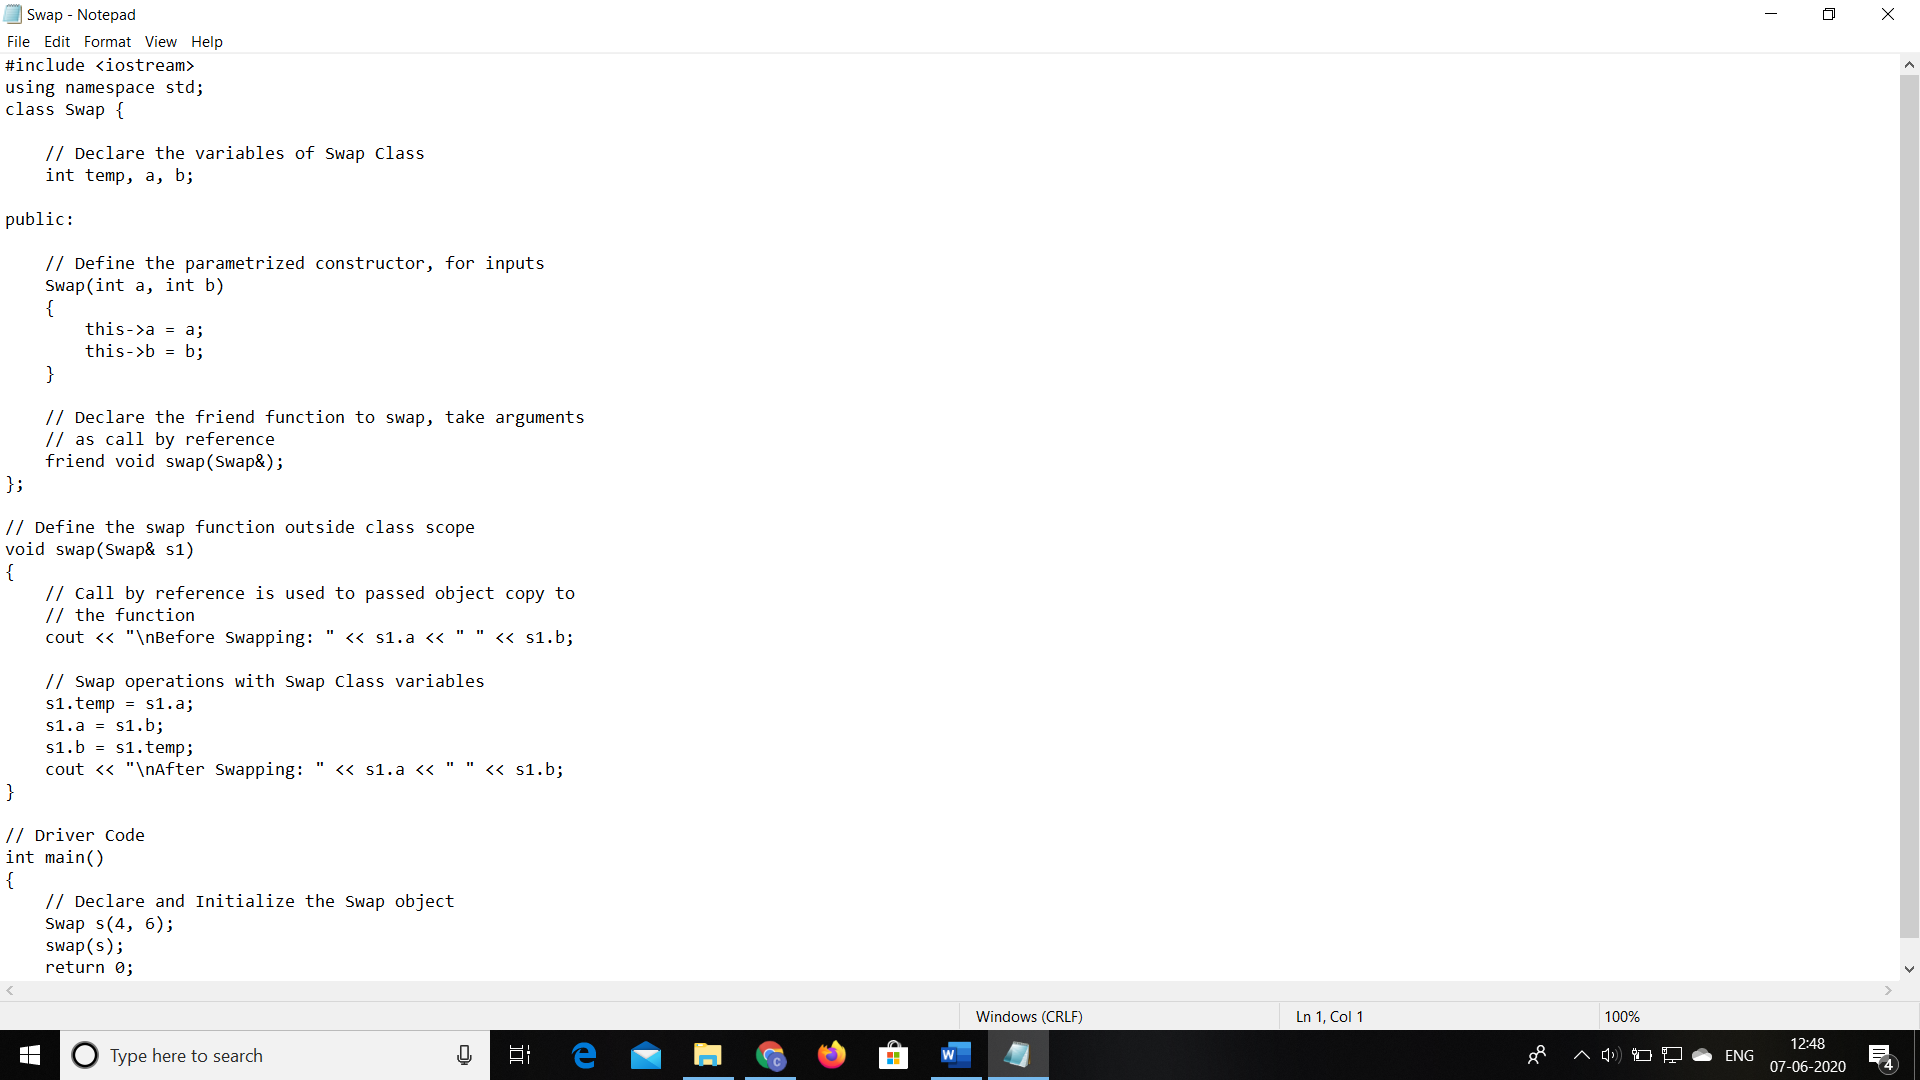 Swap - Notepad
File Edit Format View Help
#include <iostream>
using namespace std;
class Swap {

    // Declare the variables of Swap Class
    int temp, a, b;

public:

    // Define the parametrized constructor, for inputs
    Swap(int a, int b)
    {
        this->a = a;
        this->b = b;
    }

    // Declare the friend function to swap, take arguments
    // as call by reference
    friend void swap(Swap&);
};

// Define the swap function outside class scope
void swap(Swap& s1)
{
    // Call by reference is used to passed object copy to
    // the function
    cout << "\nBefore Swapping: " << s1.a << " " << s1.b;

    // Swap operations with Swap Class variables
    s1.temp = s1.a;
    s1.a = s1.b;
    s1.b = s1.temp;
    cout << "\nAfter Swapping: " << s1.a << " " << s1.b;
}

// Driver Code
int main()
{
    // Declare and Initialize the Swap object
    Swap s(4, 6);
    swap(s);
    return 0;
Windows (CRLF) Ln 1, Col 1 100%
Type here to search
ENG
12:48
07-06-2020
4